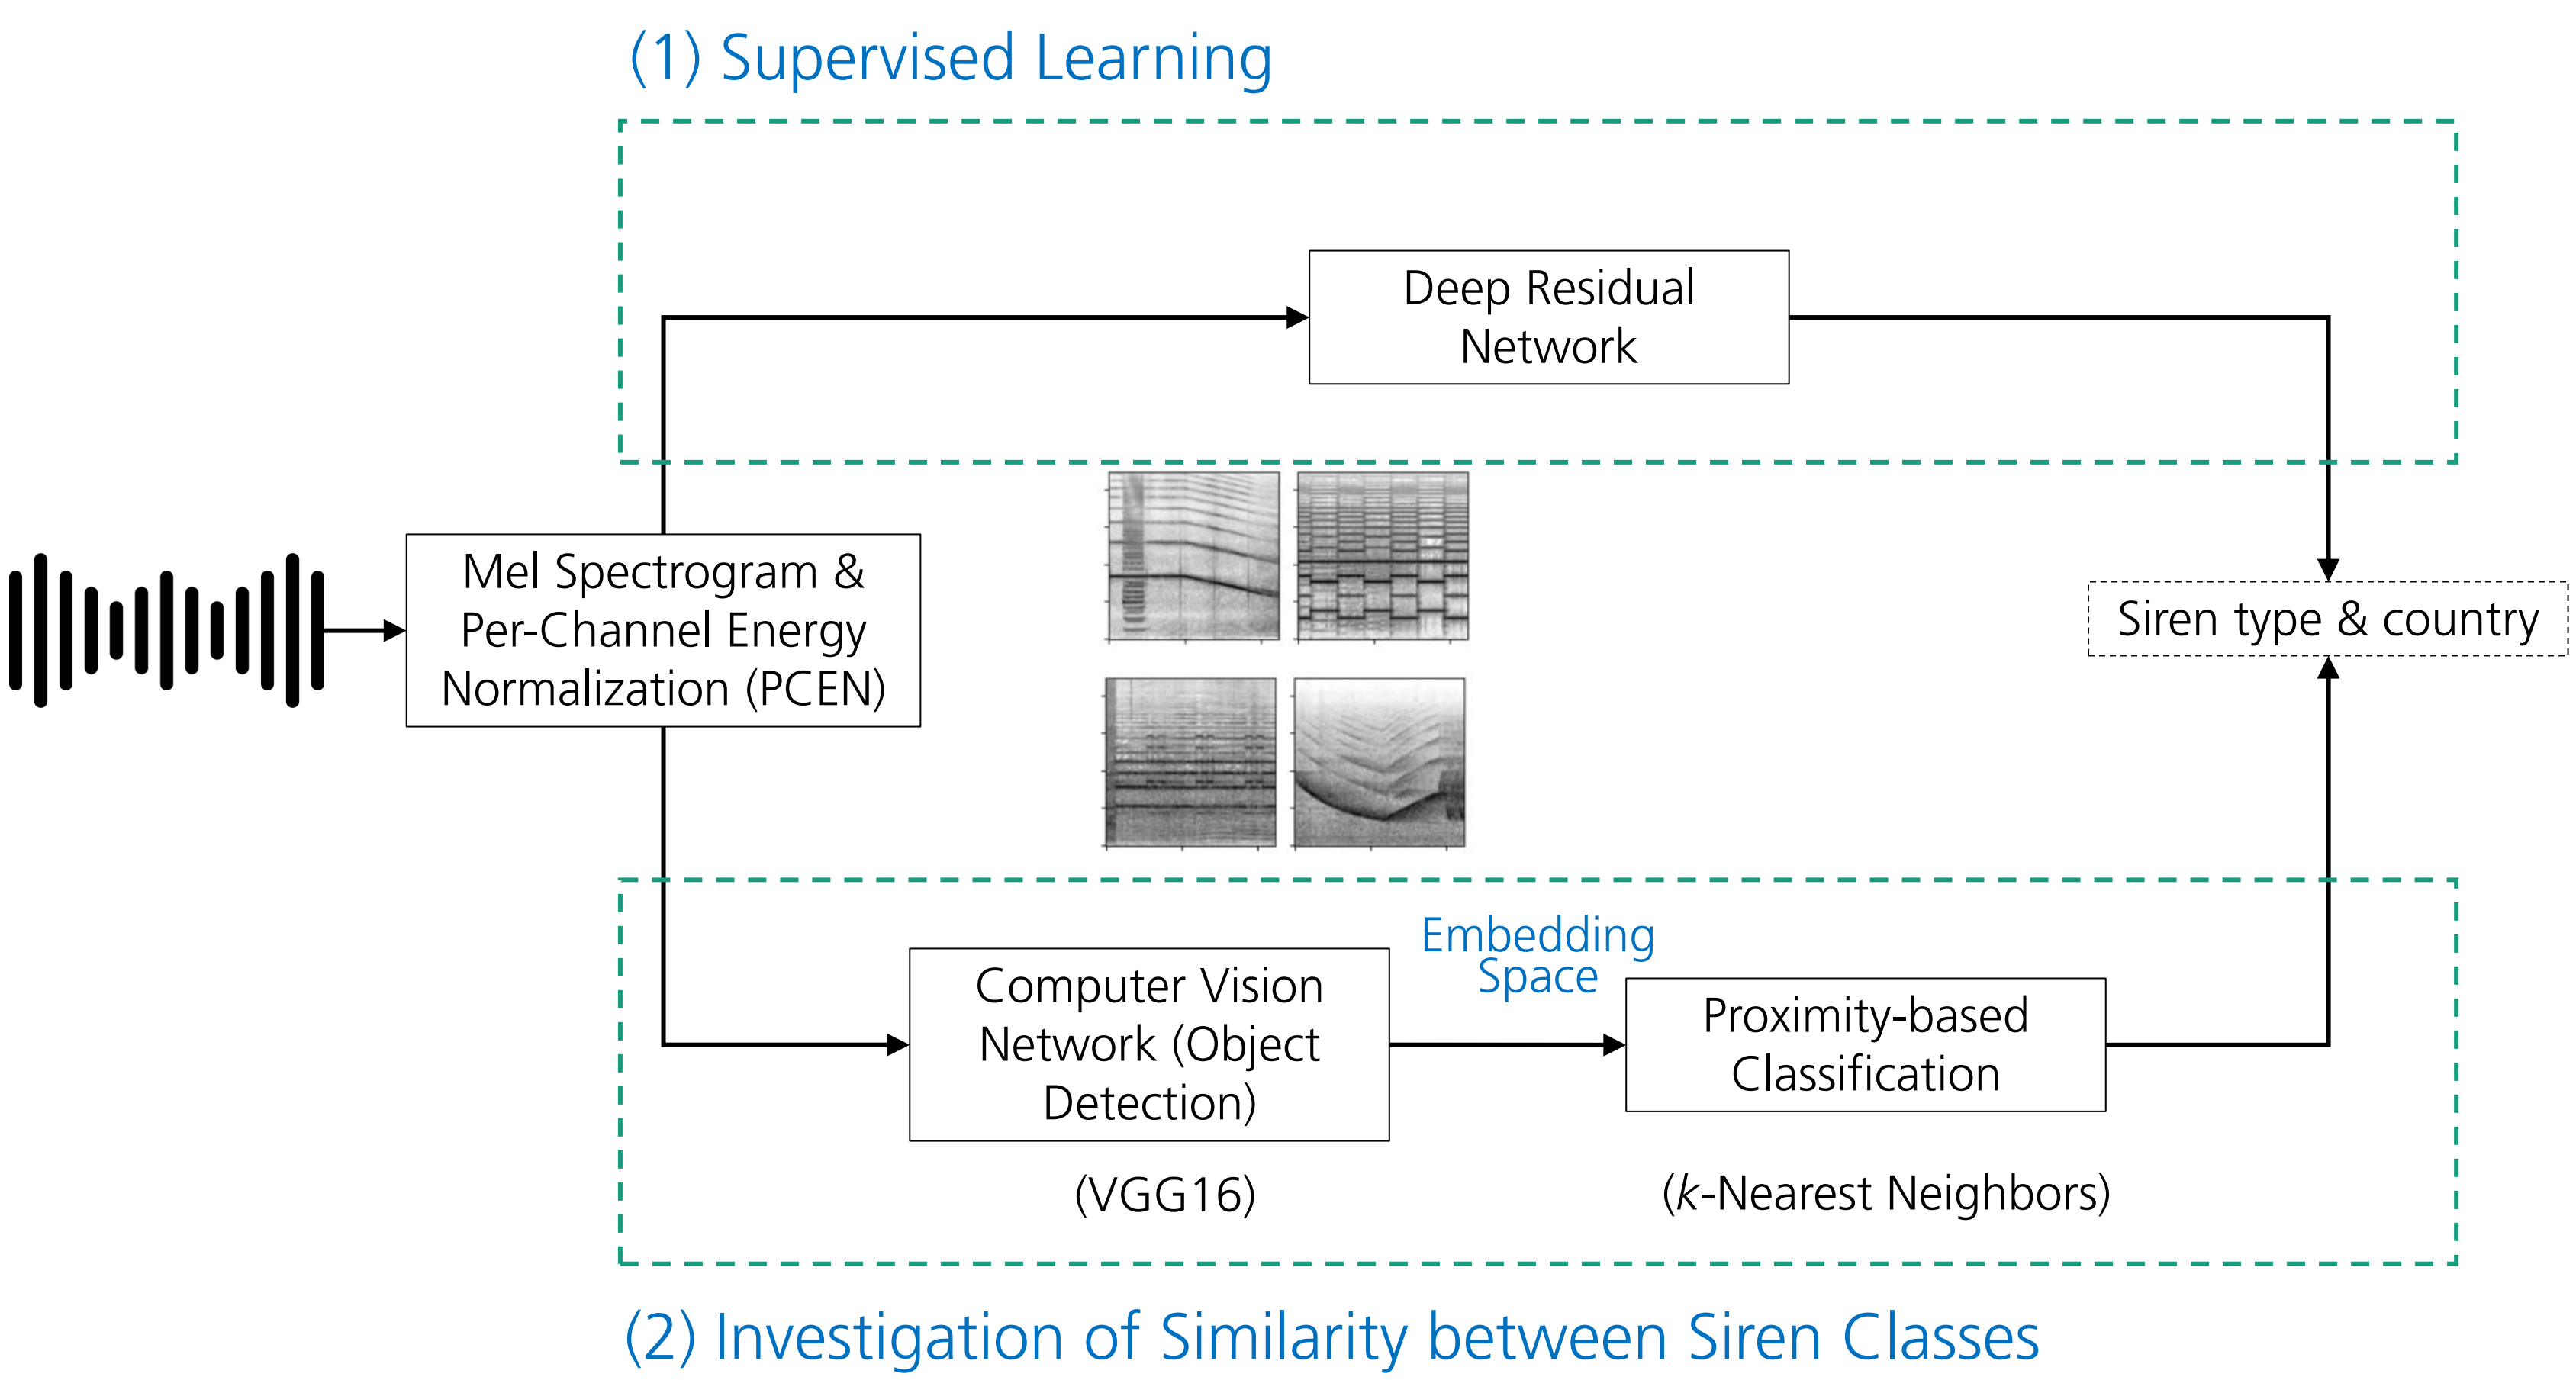 (1) Supervised Learning
Deep Residual
Network
Mel Spectrogram &
Per-Channel Energy
Normalization (PCEN)
Siren type & country
Embedding
Space
Computer Vision
Network (Object
Detection)
Proximity-based
Classification
(VGG16)
(k-Nearest Neighbors)
(2) Investigation of Similarity between Siren Classes